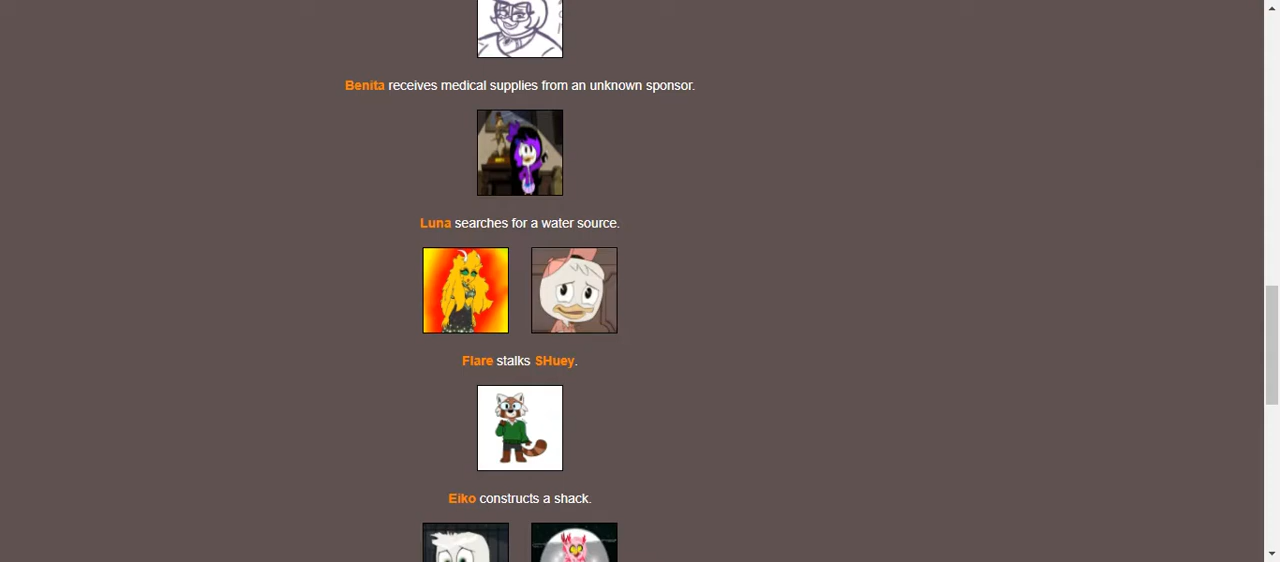 Benita receives medical supplies from an unknown sponsor.
Luna searches for a water source.
Flare stalks SHuey.
Eiko constructs a shack.